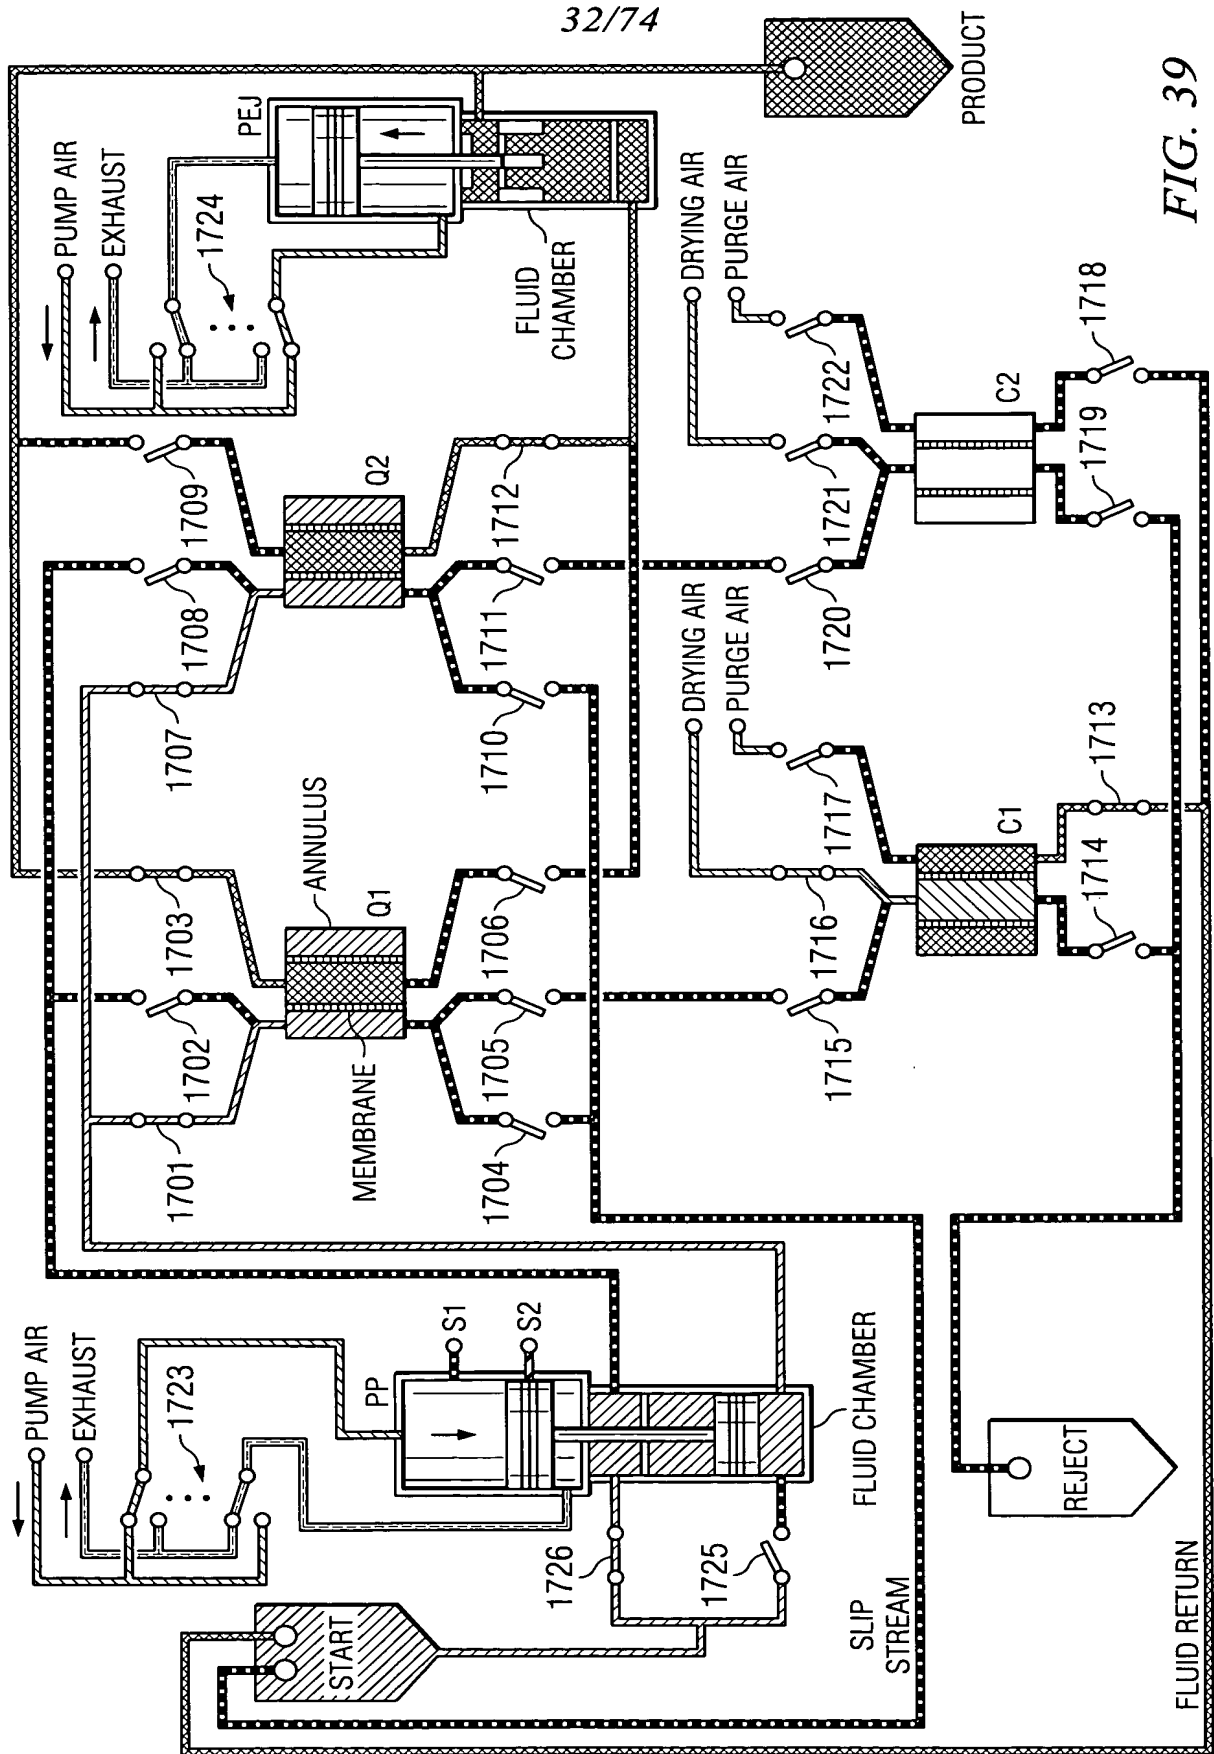 32/74
PUMP AIR
EXHAUST
1723
PP
S1
S2
START
1726
1725
FLUID CHAMBER
SLIP
STREAM
REJECT
FLUID RETURN
1701
1702
1703
ANNULUS
MEMBRANE
Q1
1704
1705
1706
1707
1708
1709
Q2
1710
1711
1712
PUMP AIR
EXHAUST
1724
PEJ
FLUID
CHAMBER
PRODUCT
DRYING AIR
PURGE AIR
1715
1716
1717
C1
1714
1713
DRYING AIR
PURGE AIR
1720
1721
1722
C2
1719
1718
FIG. 39